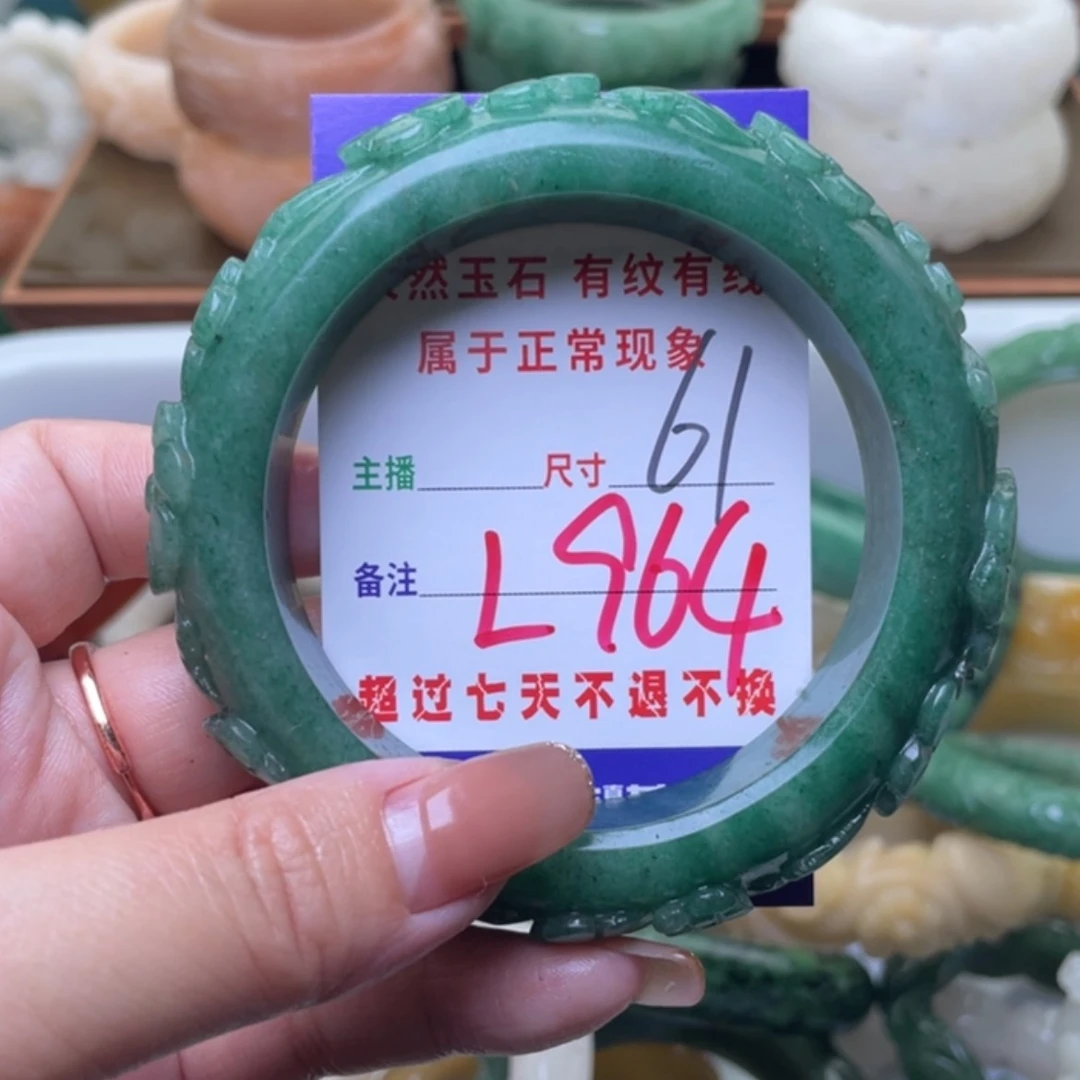 然玉石 有纹有线
属于正常现象
主播 尺寸 61
备注 L964
超过七天不退不换